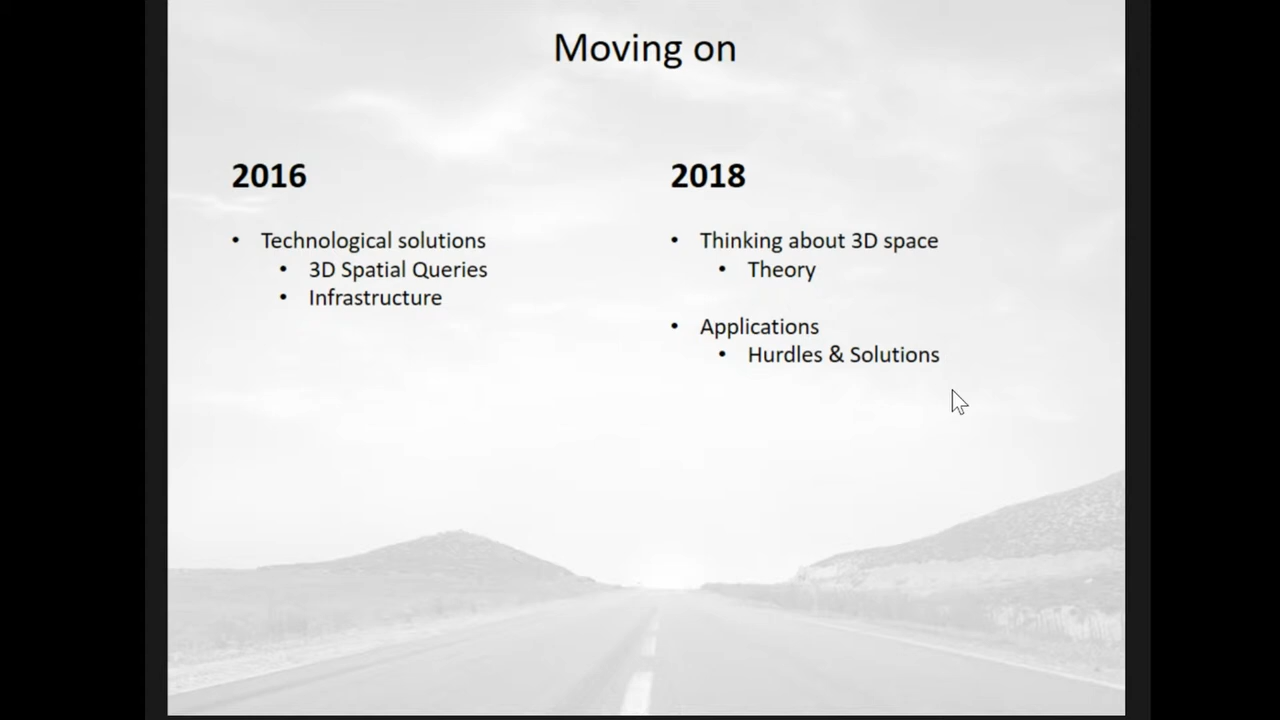 Moving on
2016
• Technological solutions
• 3D Spatial Queries
• Infrastructure
2018
• Thinking about 3D space
• Theory
• Applications
• Hurdles & Solutions